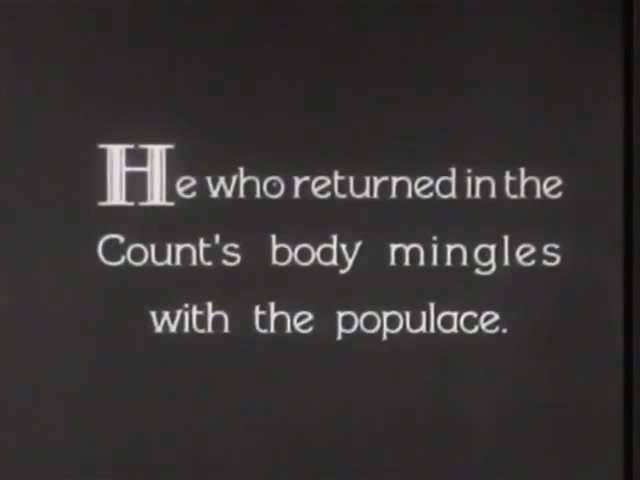 He who returned in the
Count's body mingles
with the populace.